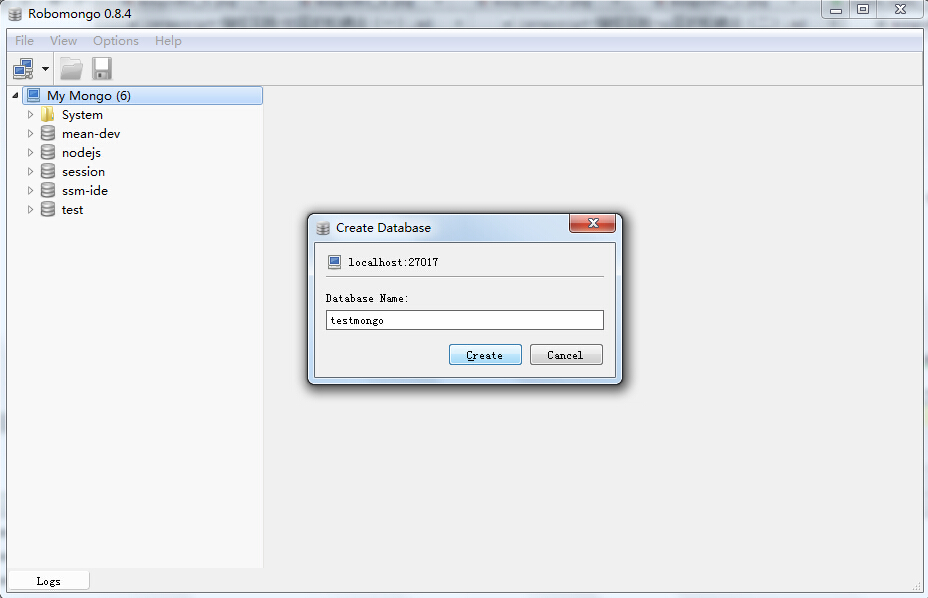 Robomongo 0.8.4
File View Options Help
My Mongo (6)
System
mean-dev
nodejs
session
ssm-ide
test
Create Database
localhost:27017
Database Name:
testmongo
Create Cancel
Logs